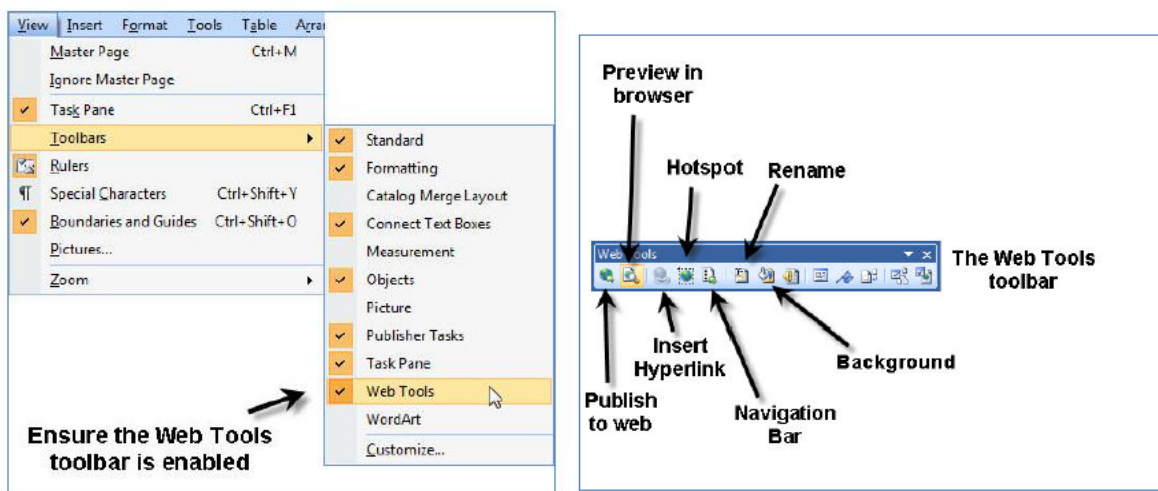 View Insert Format Tools Table Arra
Master Page Ctrl+M
Ignore Master Page
Task Pane Ctrl+F1
Toolbars
Rulers
Special Characters Ctrl+Shift+Y
Boundaries and Guides Ctrl+Shift+O
Pictures...
Zoom
Standard
Formatting
Catalog Merge Layout
Connect Text Boxes
Measurement
Objects
Picture
Publisher Tasks
Task Pane
Web Tools
WordArt
Customize...
Ensure the Web Tools
toolbar is enabled
Preview in
browser
Hotspot
Rename
Web Tools
The Web Tools
toolbar
Insert
Hyperlink
Background
Publish
to web
Navigation
Bar